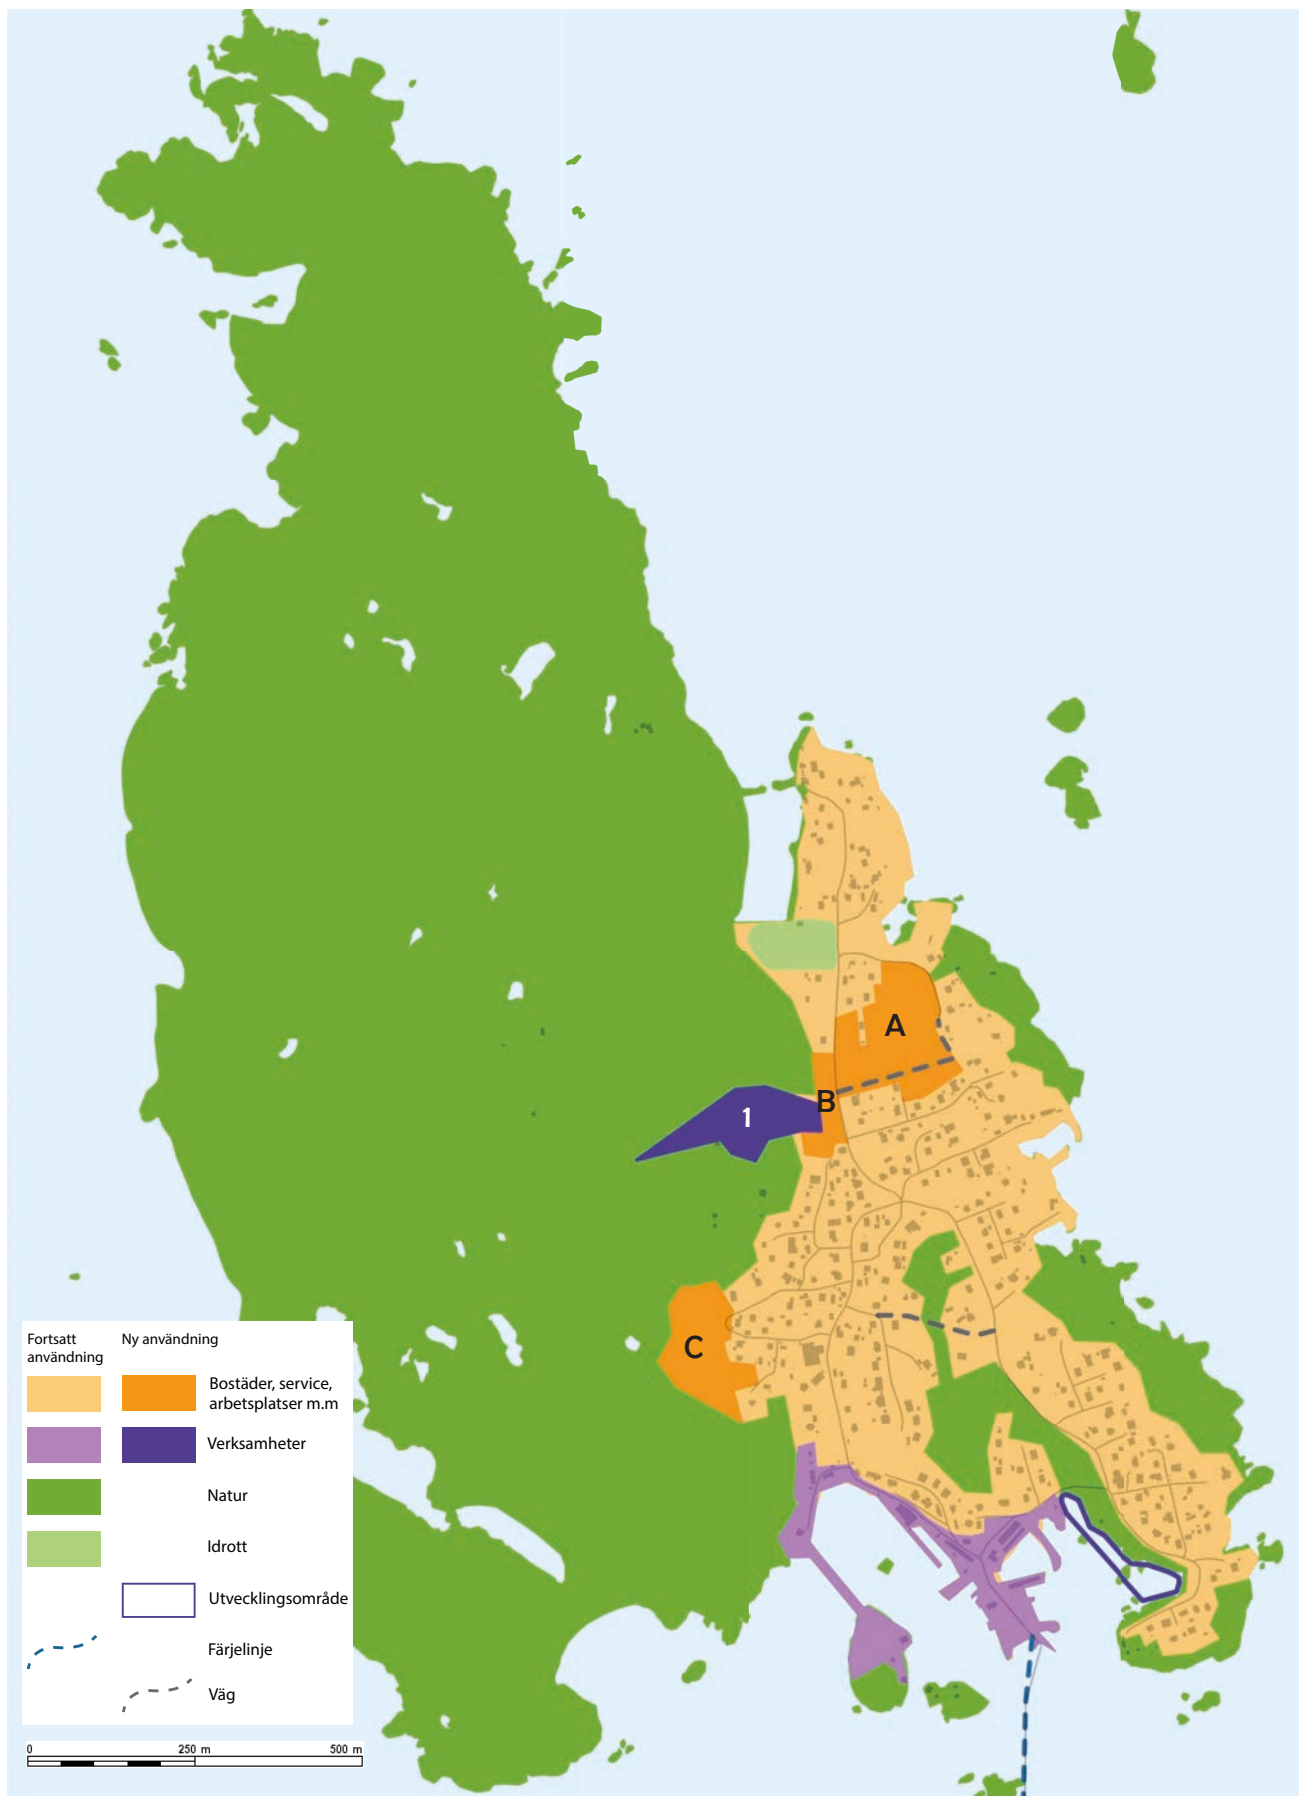 A
B
1
C
Fortsatt
användning
Ny användning
Bostäder, service,
arbetsplatser m.m
Verksamheter
Natur
Idrott
Utvecklingsområde
Färjelinje
Väg
0 250 m 500 m